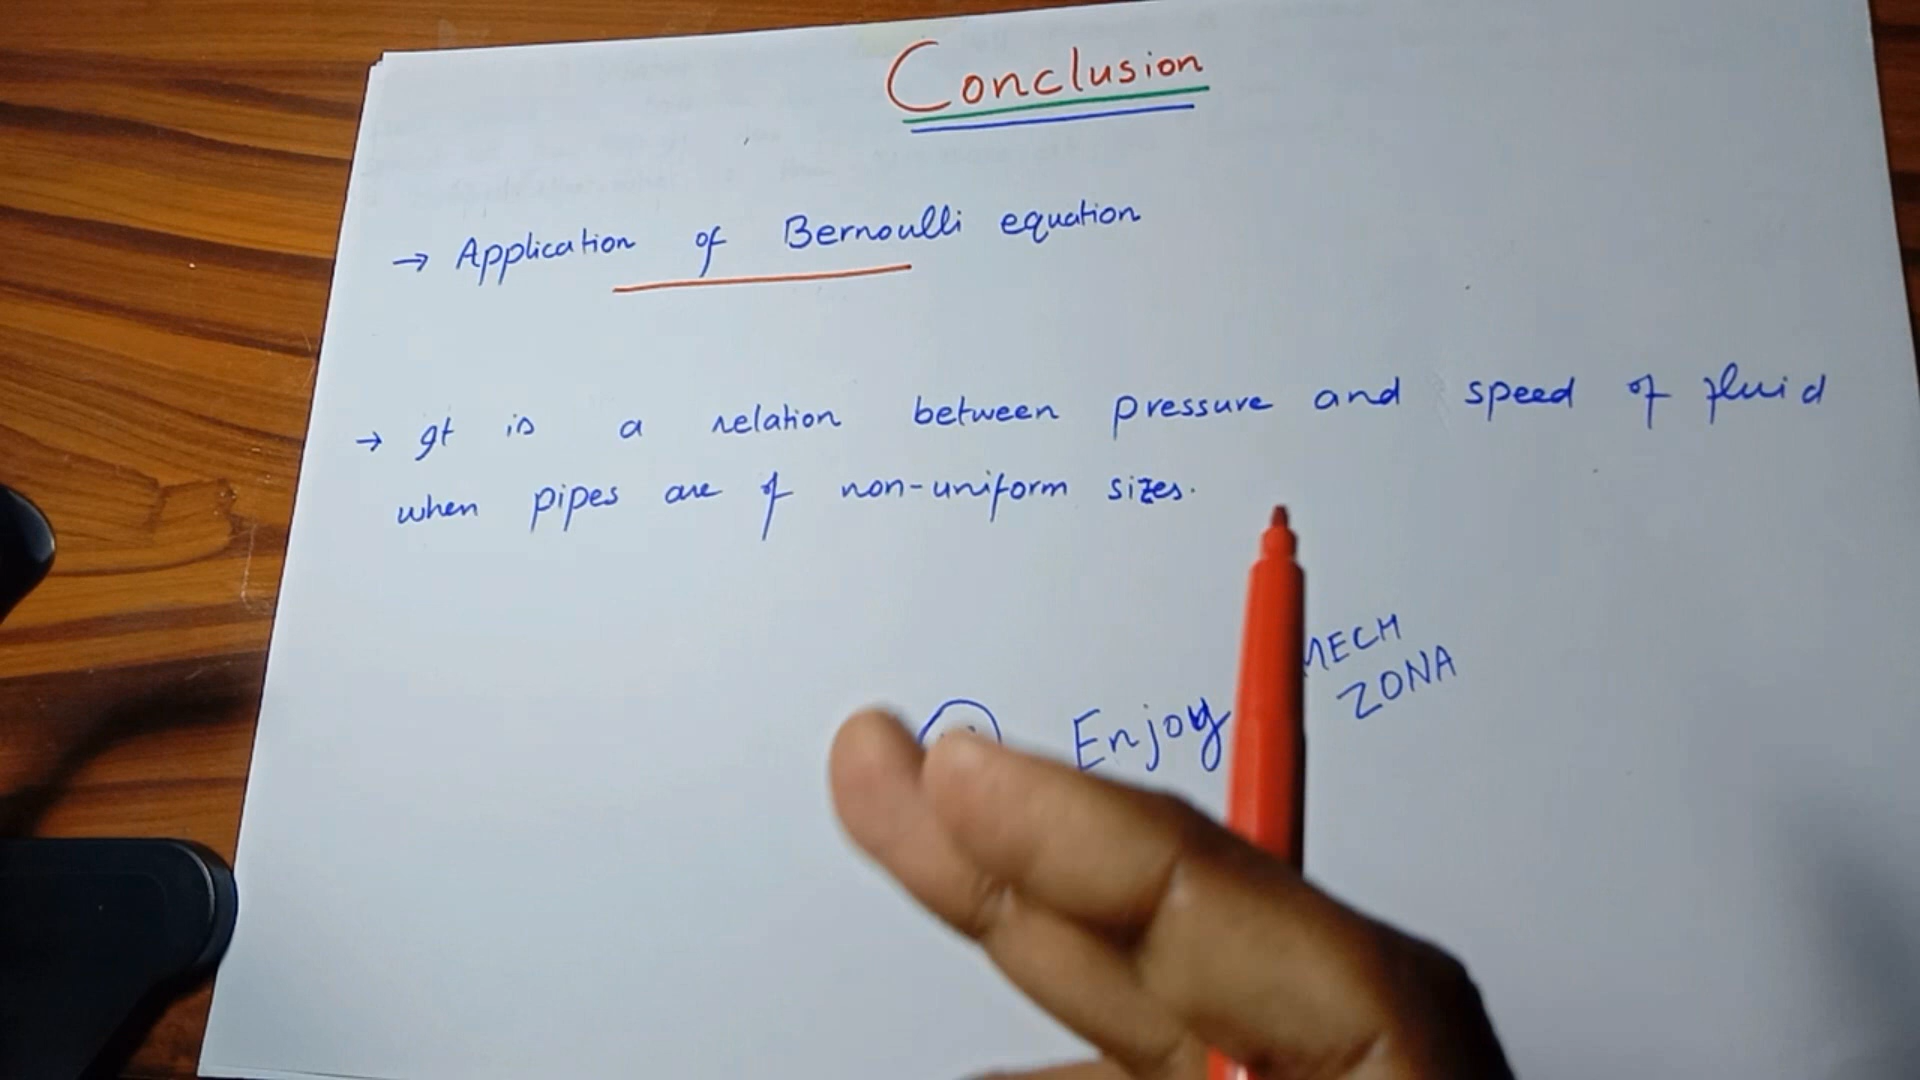 Conclusion
→ Application of Bernoulli equation
→ It is a relation between pressure and speed of fluid
when pipes are of non-uniform sizes.
MECH
ZONA
Enjoy